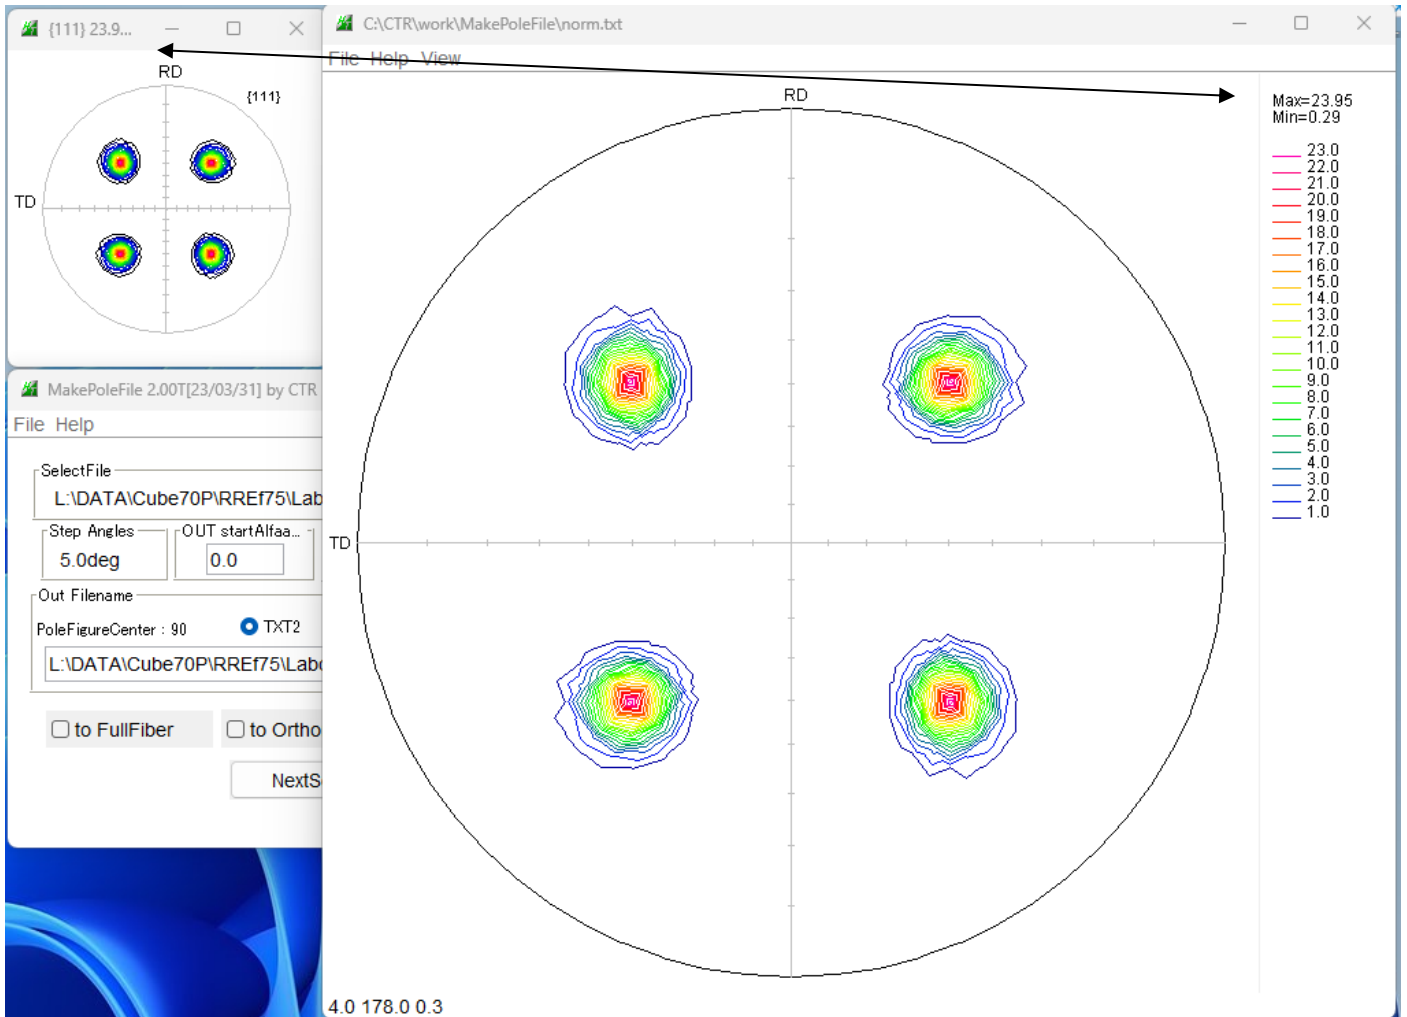 {111} 23.9...
RD
{111}
TD
MakePoleFile 2.00T[23/03/31] by CTR
File Help
SelectFile
L:\DATA\Cube70P\RREf75\Lab
Step Angles
5.0deg
OUT startAlfaa...
0.0
Out Filename
PoleFigureCenter : 90
TXT2
L:\DATA\Cube70P\RREf75\Labo
to FullFiber
to Ortho
NextS
C:\CTR\work\MakePoleFile\norm.txt
File Help View
RD
TD
Max=23.95
Min=0.29
23.0
22.0
21.0
20.0
19.0
18.0
17.0
16.0
15.0
14.0
13.0
12.0
11.0
10.0
9.0
8.0
7.0
6.0
5.0
4.0
3.0
2.0
1.0
4.0 178.0 0.3